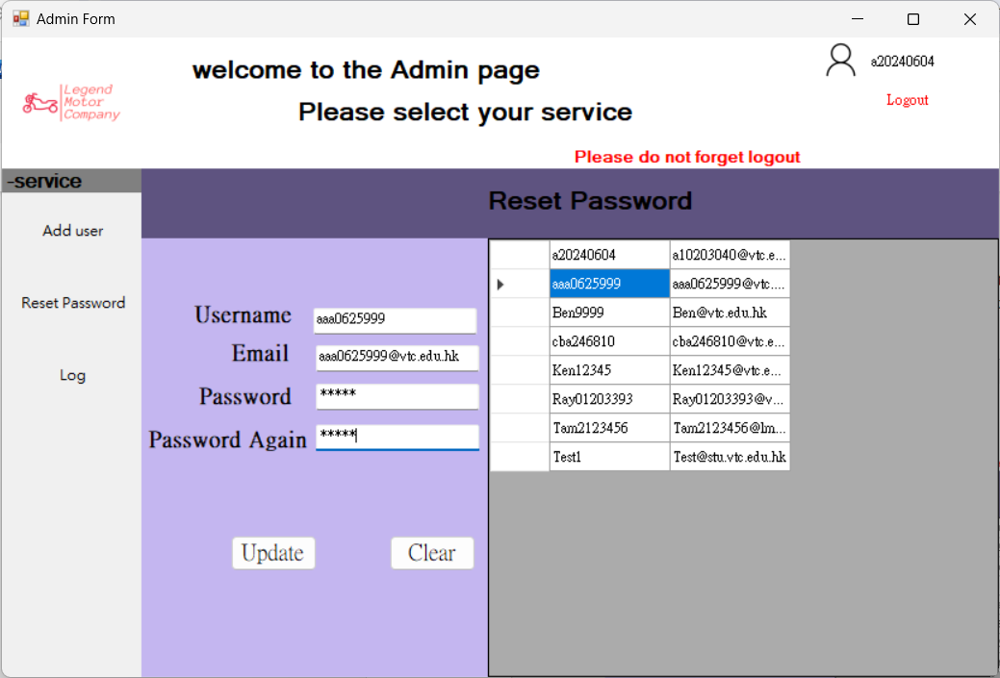 Admin Form
welcome to the Admin page
a20240604
Legend
Motor
Company
Please select your service
Logout
Please do not forget logout
-service
Reset Password
Add user
Reset Password
Log
Username aaa0625999
Email aaa0625999@vtc.edu.hk
Password *****
Password Again *****
Update Clear
a20240604 a10203040@vtc.e...
aaa0625999 aaa0625999@vtc....
Ben9999 Ben@vtc.edu.hk
cba246810 cba246810@vtc.e...
Ken12345 Ken12345@vtc.e...
Ray01203393 Ray01203393@v...
Tam2123456 Tam2123456@lm...
Test1 Test@stu.vtc.edu.hk